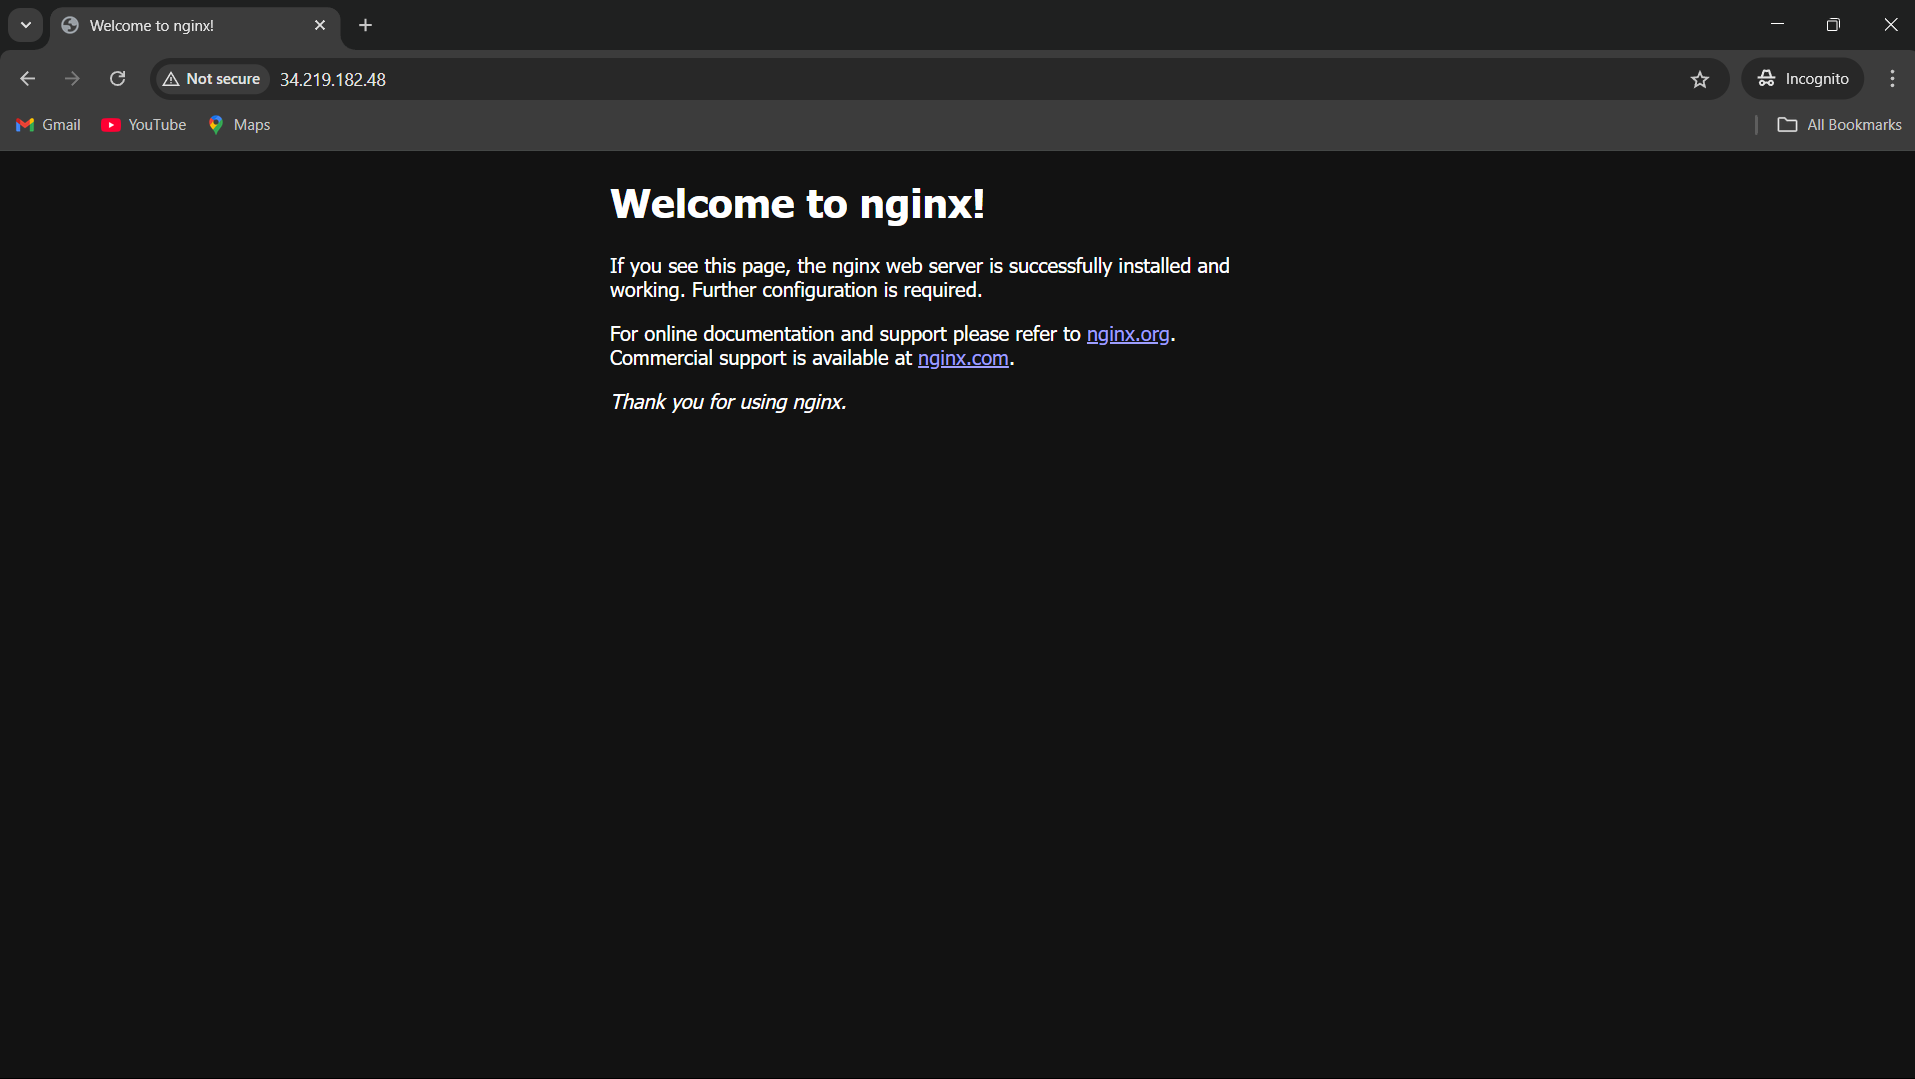 Welcome to nginx!
Not secure 34.219.182.48 Incognito
Gmail YouTube Maps All Bookmarks
Welcome to nginx!
If you see this page, the nginx web server is successfully installed and
working. Further configuration is required.
For online documentation and support please refer to nginx.org.
Commercial support is available at nginx.com.
Thank you for using nginx.